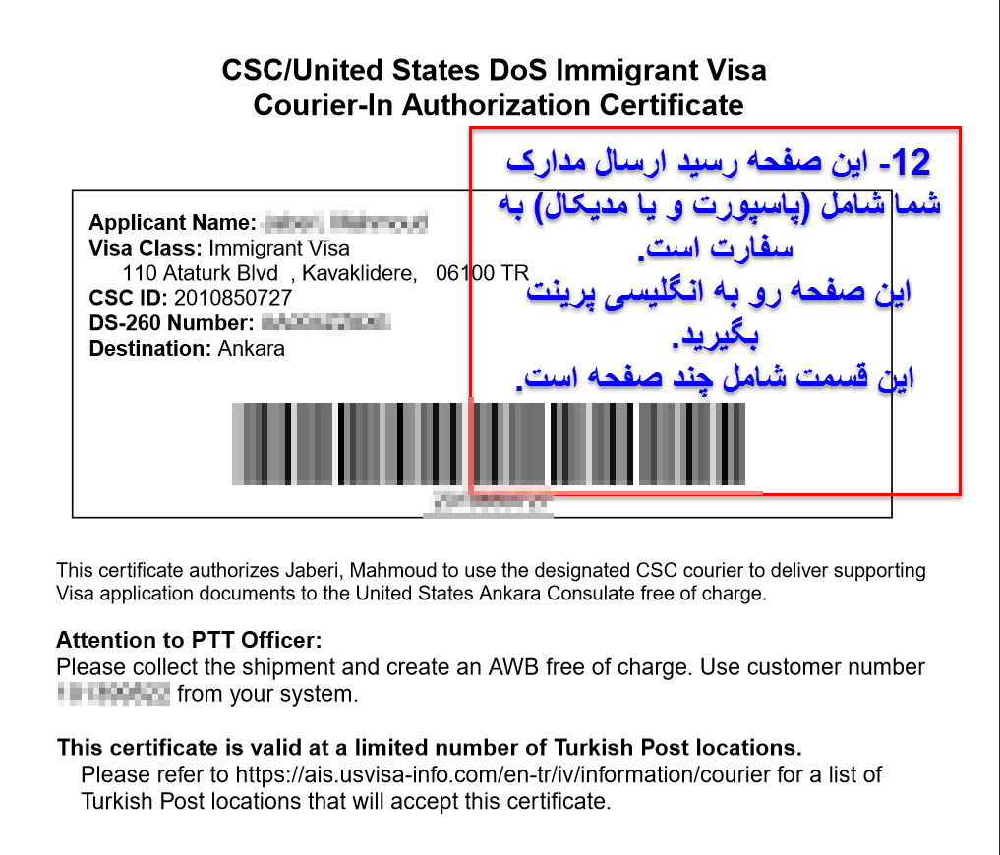 CSC/United States DoS Immigrant Visa
Courier-In Authorization Certificate
12- این صفحه رسید ارسال مدارک
شما شامل (پاسپورت و یا مدیکال) به
سفارت است.
این صفحه رو به انگلیسی پرینت
بگیرید.
این قسمت شامل چند صفحه است.
Applicant Name:
Visa Class: Immigrant Visa
110 Ataturk Blvd , Kavaklidere, 06100 TR
CSC ID: 2010850727
DS-260 Number:
Destination: Ankara
This certificate authorizes Jaberi, Mahmoud to use the designated CSC courier to deliver supporting
Visa application documents to the United States Ankara Consulate free of charge.
Attention to PTT Officer:
Please collect the shipment and create an AWB free of charge. Use customer number
from your system.
This certificate is valid at a limited number of Turkish Post locations.
Please refer to https://ais.usvisa-info.com/en-tr/iv/information/courier for a list of
Turkish Post locations that will accept this certificate.